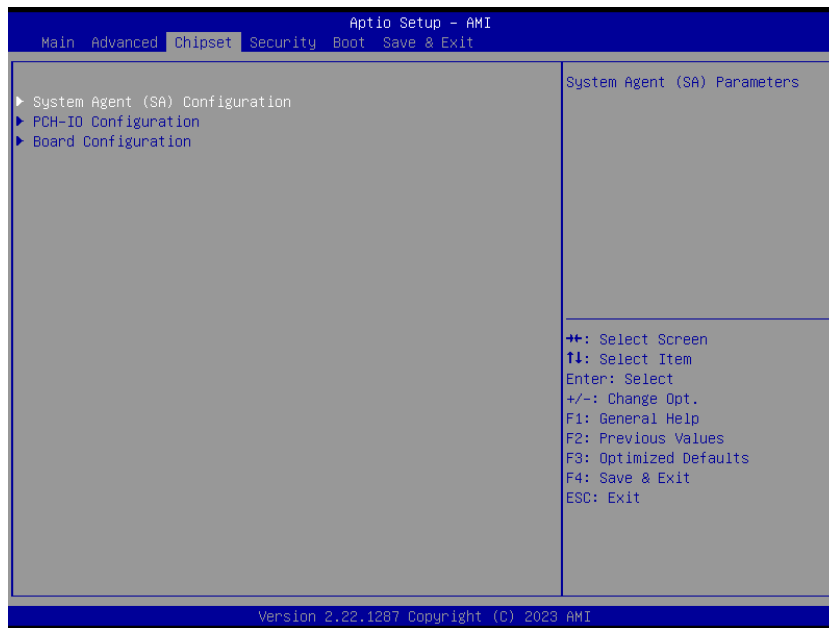 Aptio Setup – AMI
Main Advanced Chipset Security Boot Save & Exit
▶ System Agent (SA) Configuration
▶ PCH-IO Configuration
▶ Board Configuration
System Agent (SA) Parameters
→←: Select Screen
↑↓: Select Item
Enter: Select
+/-: Change Opt.
F1: General Help
F2: Previous Values
F3: Optimized Defaults
F4: Save & Exit
ESC: Exit
Version 2.22.1287 Copyright (C) 2023 AMI